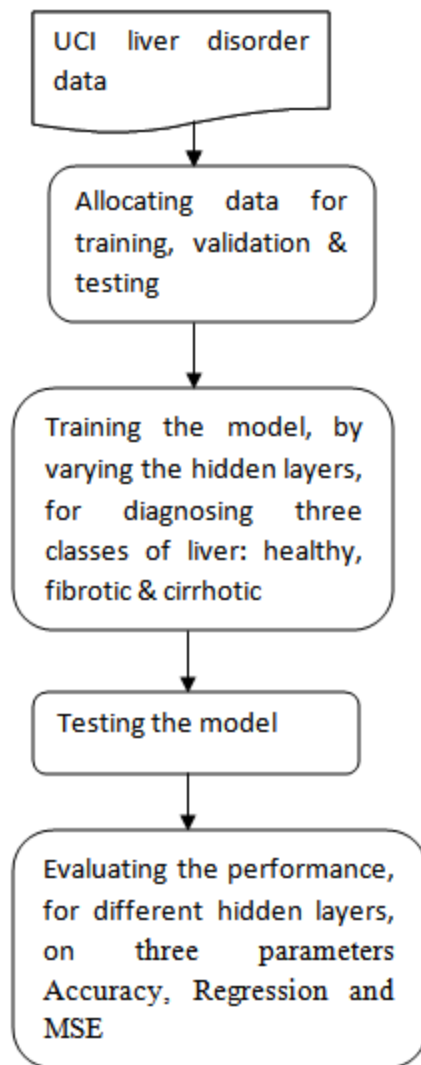 UCI liver disorder
data
Allocating data for
training, validation &
testing
Training the model, by
varying the hidden layers,
for diagnosing three
classes of liver: healthy,
fibrotic & cirrhotic
Testing the model
Evaluating the performance,
for different hidden layers,
on three parameters
Accuracy, Regression and
MSE